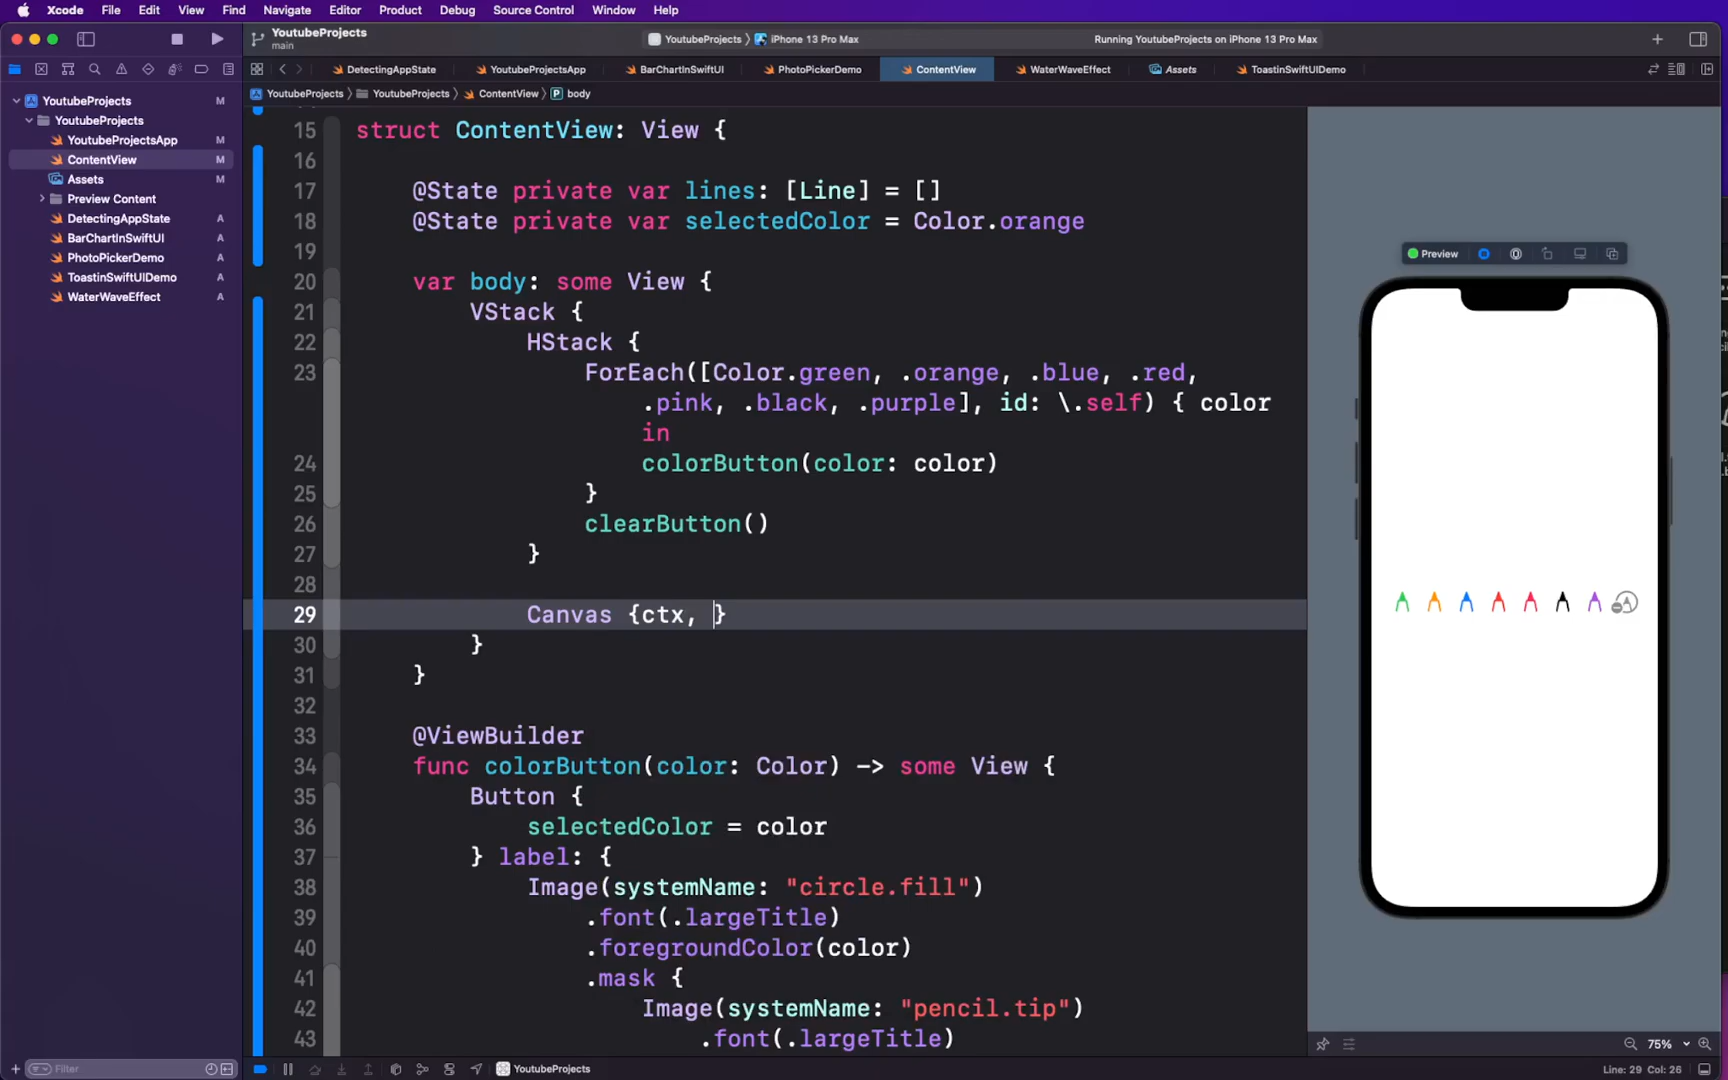 Xcode File Edit View Find Navigate Editor Product Debug Source Control Window Help
YoutubeProjects
main
YoutubeProjects iPhone 13 Pro Max
Running YoutubeProjects on iPhone 13 Pro Max
DetectingAppState YoutubeProjectsApp BarChartInSwiftUI PhotoPickerDemo ContentView WaterWaveEffect Assets ToastinSwiftUIDemo
YoutubeProjects YoutubeProjects ContentView P body
YoutubeProjects M
YoutubeProjects
YoutubeProjectsApp M
ContentView M
Assets M
Preview Content
DetectingAppState A
BarChartInSwiftUI A
PhotoPickerDemo A
ToastinSwiftUIDemo A
WaterWaveEffect A
15 struct ContentView: View {
16
17 @State private var lines: [Line] = []
18 @State private var selectedColor = Color.orange
19
20 var body: some View {
21 VStack {
22 HStack {
23 ForEach([Color.green, .orange, .blue, .red,
.pink, .black, .purple], id: \.self) { color
in
24 colorButton(color: color)
25 }
26 clearButton()
27 }
28
29 Canvas {ctx, }
30 }
31 }
32
33 @ViewBuilder
34 func colorButton(color: Color) -> some View {
35 Button {
36 selectedColor = color
37 } label: {
38 Image(systemName: "circle.fill")
39 .font(.largeTitle)
40 .foregroundColor(color)
41 .mask {
42 Image(systemName: "pencil.tip")
43 .font(.largeTitle)
Preview
75%
Filter
YoutubeProjects
Line: 29 Col: 26